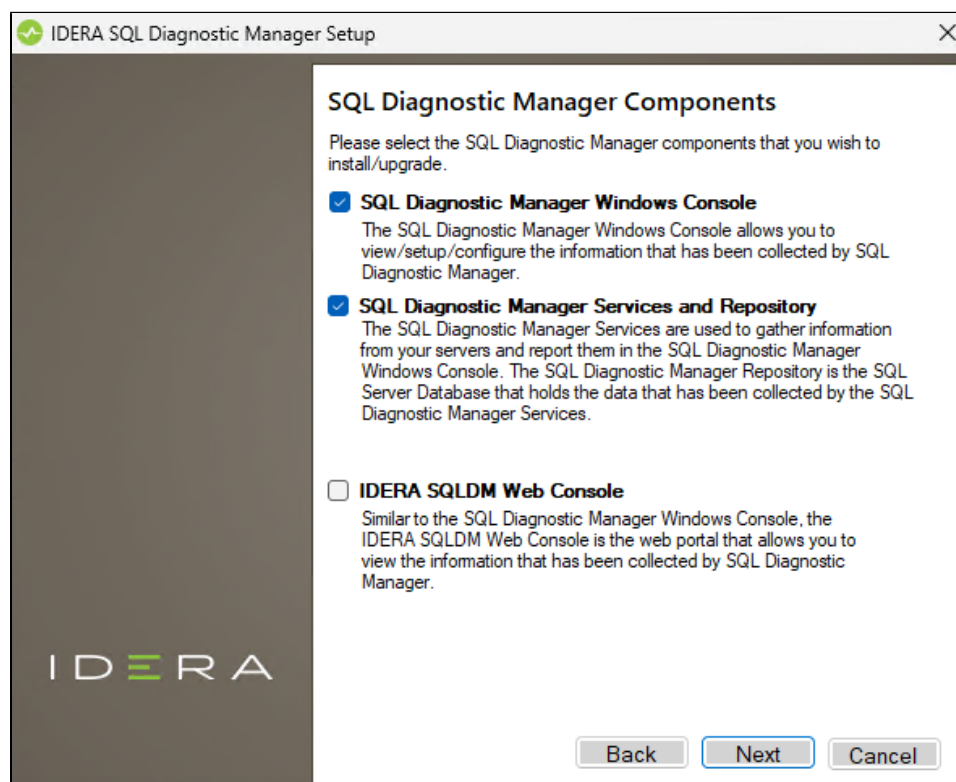 IDERA SQL Diagnostic Manager Setup
SQL Diagnostic Manager Components
Please select the SQL Diagnostic Manager components that you wish to
install/upgrade.
SQL Diagnostic Manager Windows Console
The SQL Diagnostic Manager Windows Console allows you to
view/setup/configure the information that has been collected by SQL
Diagnostic Manager.
SQL Diagnostic Manager Services and Repository
The SQL Diagnostic Manager Services are used to gather information
from your servers and report them in the SQL Diagnostic Manager
Windows Console. The SQL Diagnostic Manager Repository is the SQL
Server Database that holds the data that has been collected by the SQL
Diagnostic Manager Services.
IDERA SQLDM Web Console
Similar to the SQL Diagnostic Manager Windows Console, the
IDERA SQLDM Web Console is the web portal that allows you to
view the information that has been collected by SQL Diagnostic
Manager.
IDERA
Back Next Cancel